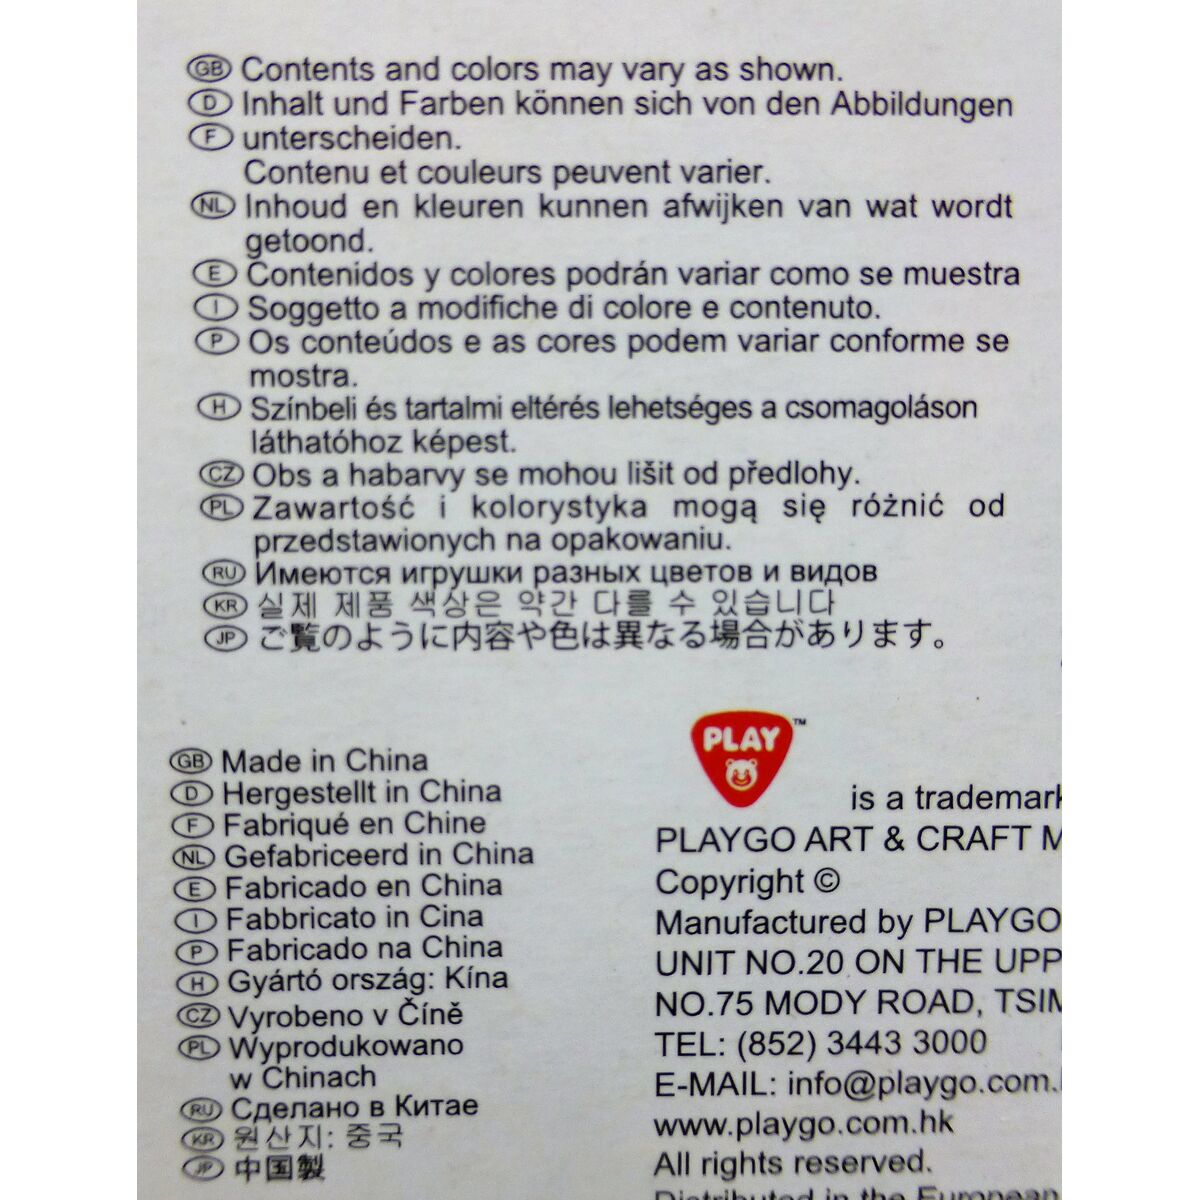 GB Contents and colors may vary as shown.
D Inhalt und Farben können sich von den Abbildungen
F unterscheiden.
Contenu et couleurs peuvent varier.
NL Inhoud en kleuren kunnen afwijken van wat wordt
getoond.
E Contenidos y colores podrán variar como se muestra
I Soggetto a modifiche di colore e contenuto.
P Os conteúdos e as cores podem variar conforme se
mostra.
H Színbeli és tartalmi eltérés lehetséges a csomagoláson
láthatóhoz képest.
CZ Obs a habarvy se mohou lišit od předlohy.
PL Zawartość i kolorystyka mogą się różnić od
przedstawionych na opakowaniu.
RU Имеются игрушки разных цветов и видов
KR 실제 제품 색상은 약간 다를 수 있습니다
JP ご覧のように内容や色は異なる場合があります。
GB Made in China
D Hergestellt in China
F Fabriqué en Chine
NL Gefabriceerd in China
E Fabricado en China
I Fabbricato in Cina
P Fabricado na China
H Gyártó ország: Kína
CZ Vyrobeno v Číně
PL Wyprodukowano
w Chinach
RU Сделано в Китае
KR 원산지: 중국
JP 中国製
PLAY ™
is a trademark
PLAYGO ART & CRAFT M
Copyright ©
Manufactured by PLAYGO
UNIT NO.20 ON THE UPP
NO.75 MODY ROAD, TSIM
TEL: (852) 3443 3000
E-MAIL: info@playgo.com.
www.playgo.com.hk
All rights reserved.
Distributed in the European